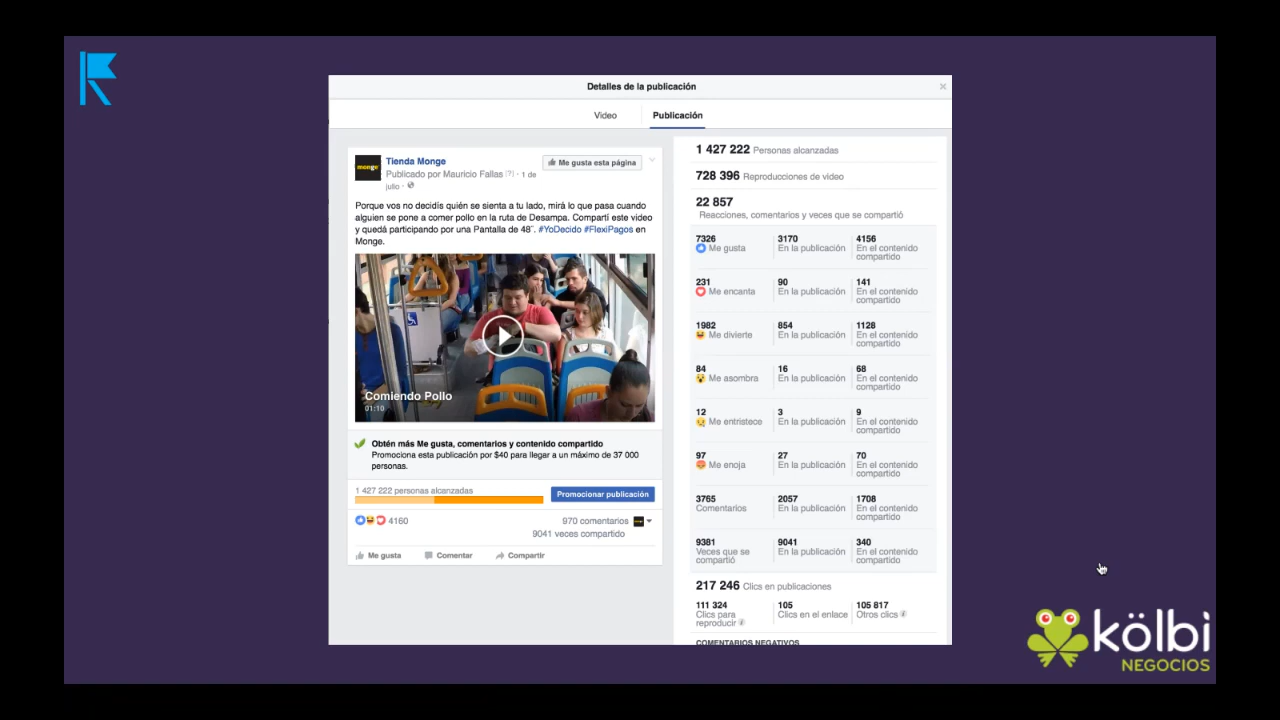 Detalles de la publicación
Video
Publicación
monge
Tienda Monge
Me gusta esta página
Publicado por Mauricio Fallas [?] · 1 de
julio ·
Porque vos no decidís quién se sienta a tu lado, mirá lo que pasa cuando
alguien se pone a comer pollo en la ruta de Desampa. Compartí este video
y quedá participando por una Pantalla de 48¨. #YoDecido #FlexiPagos en
Monge.
Comiendo Pollo
01:10
Obtén más Me gusta, comentarios y contenido compartido
Promociona esta publicación por $40 para llegar a un máximo de 37 000
personas.
1 427 222 personas alcanzadas
Promocionar publicación
4160
970 comentarios
9041 veces compartido
Me gusta
Comentar
Compartir
1 427 222 Personas alcanzadas
728 396 Reproducciones de video
22 857
Reacciones, comentarios y veces que se compartió
7326
Me gusta
3170
En la publicación
4156
En el contenido
compartido
231
Me encanta
90
En la publicación
141
En el contenido
compartido
1982
Me divierte
854
En la publicación
1128
En el contenido
compartido
84
Me asombra
16
En la publicación
68
En el contenido
compartido
12
Me entristece
3
En la publicación
9
En el contenido
compartido
97
Me enoja
27
En la publicación
70
En el contenido
compartido
3765
Comentarios
2057
En la publicación
1708
En el contenido
compartido
9381
Veces que se
compartió
9041
En la publicación
340
En el contenido
compartido
217 246 Clics en publicaciones
111 324
Clics para
reproducir
105
Clics en el enlace
105 817
Otros clics
COMENTARIOS NEGATIVOS
kölbi
NEGOCIOS